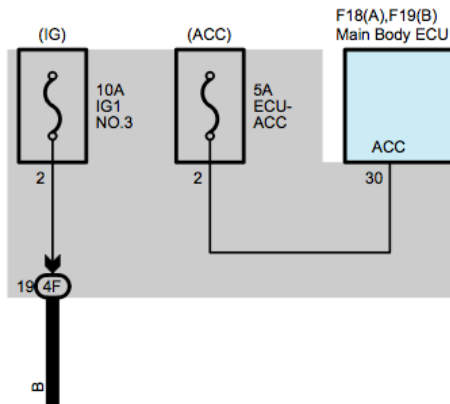 F18(A),F19(B)
Main Body ECU
(IG)
(ACC)
10A
IG1
NO.3
5A
ECU-
ACC
ACC
2
2
30
19
4F
B